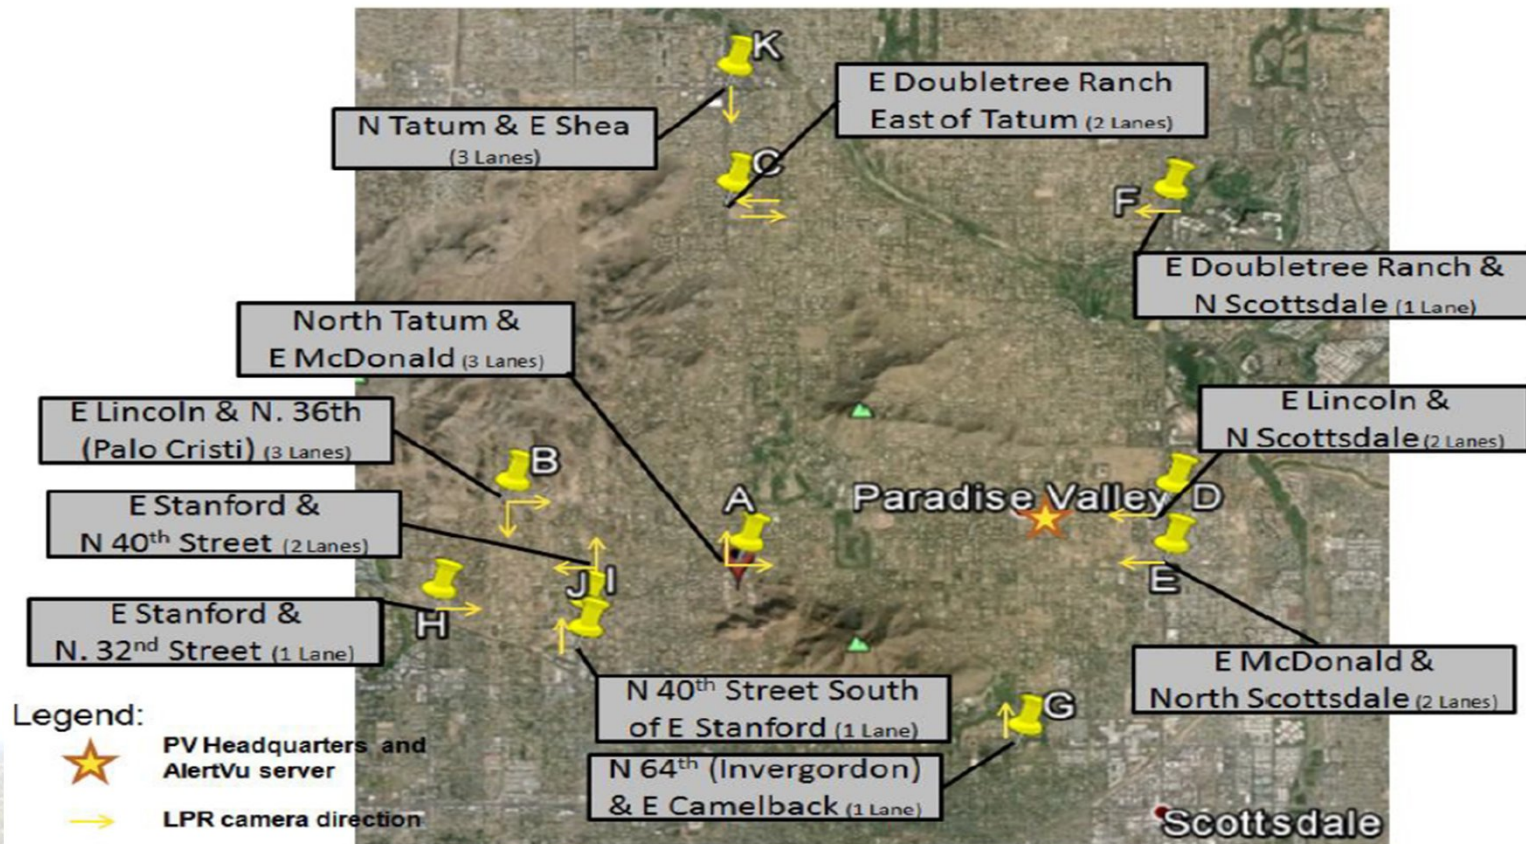 K
E Doubletree Ranch
East of Tatum (2 Lanes)
N Tatum & E Shea
(3 Lanes)
C
F
E Doubletree Ranch &
N Scottsdale (1 Lane)
North Tatum &
E McDonald (3 Lanes)
E Lincoln & N. 36th
(Palo Cristi) (3 Lanes)
B
E Lincoln &
N Scottsdale (2 Lanes)
A
Paradise Valley
D
E Stanford &
N 40th Street (2 Lanes)
J I
E
H
E Stanford &
N. 32nd Street (1 Lane)
E McDonald &
North Scottsdale (2 Lanes)
N 40th Street South
of E Stanford (1 Lane)
G
N 64th (Invergordon)
& E Camelback (1 Lane)
Scottsdale
Legend:
PV Headquarters and
AlertVu server
LPR camera direction